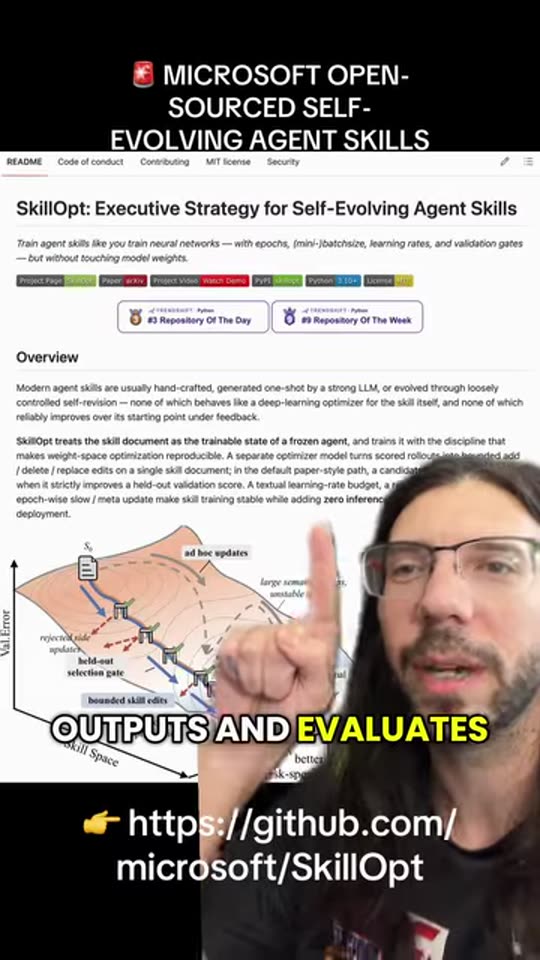 🚨 MICROSOFT OPEN-
SOURCED SELF-
EVOLVING AGENT SKILLS
README Code of conduct Contributing MIT license Security
SkillOpt: Executive Strategy for Self-Evolving Agent Skills
Train agent skills like you train neural networks — with epochs, (mini-)batchsize, learning rates, and validation gates
— but without touching model weights.
Project Page SkillOpt Paper arXiv Project Video Watch Demo PyPI skillopt Python 3.10+ License MIT
TRENDSHIFT · Python
#3 Repository Of The Day
TRENDSHIFT · Python
#9 Repository Of The Week
Overview
Modern agent skills are usually hand-crafted, generated one-shot by a strong LLM, or evolved through loosely
controlled self-revision — none of which behaves like a deep-learning optimizer for the skill itself, and none of which
reliably improves over its starting point under feedback.
SkillOpt treats the skill document as the trainable state of a frozen agent, and trains it with the discipline that
makes weight-space optimization reproducible. A separate optimizer model turns scored rollouts into bounded add
/ delete / replace edits on a single skill document; in the default paper-style path, a candidate
when it strictly improves a held-out validation score. A textual learning-rate budget, a
epoch-wise slow / meta update make skill training stable while adding zero inference
deployment.
S₀
ad hoc updates
large
unstable
Val.Error
rejected side
updates
held-out
selection gate
bounded skill edits
OUTPUTS AND EVALUATES
Skill Space
better
👉 https://github.com/
microsoft/SkillOpt